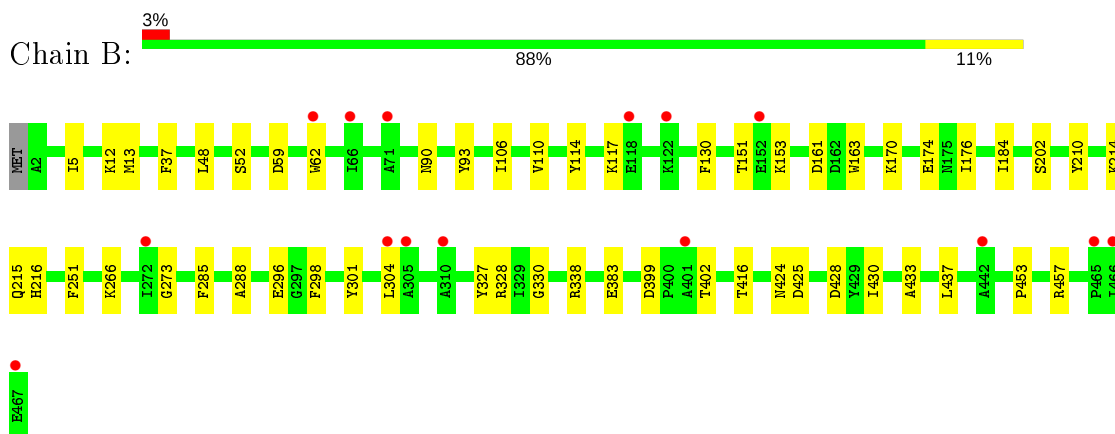 3%
Chain B:
88%
11%
MET A2 I5 K12 M13 F37 L48 S52 D59 W62 I66 A71 N90 Y93 I106 V110 Y114 K117 E118 K122 F130 T151 E152 K153 D161 D162 W163 K170 E174 N175 I176 I184 S202 Y210
Q215 H216 F251 K266 I272 G273 F285 A288 E296 G297 F298 Y301 L304 A305 A310 Y327 R328 I329 G330 R338 E383 D399 P400 A401 T402 T416 N424 D425 D428 Y429 I430 A433 L437 A442 P453 R457 P465
E467